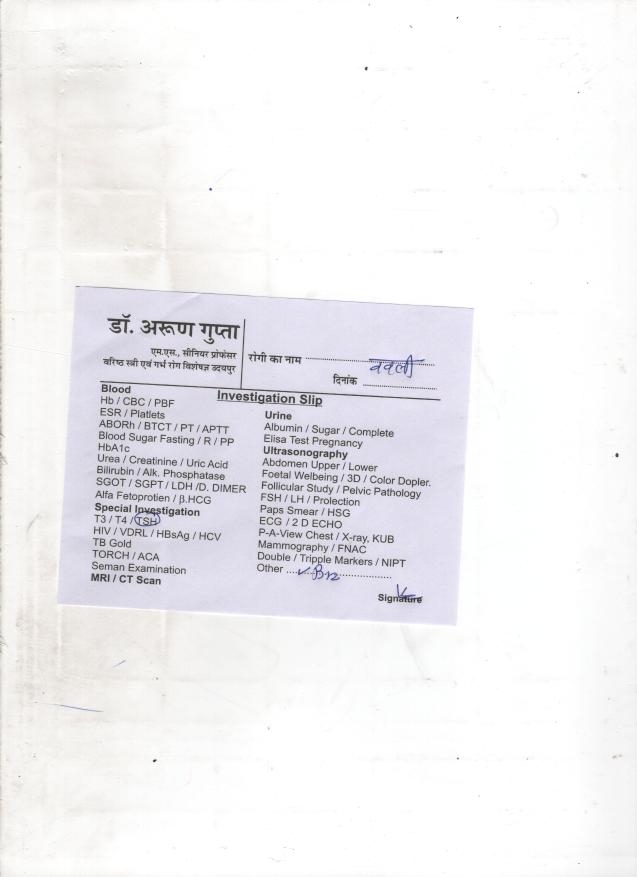 डॉ. अरूण गुप्ता
एम.एस., सीनियर प्रोफेसर
वरिष्ठ स्त्री एवं गर्भ रोग विशेषज्ञ उदयपुर
रोगी का नाम बबली
दिनांक
Investigation Slip
Blood
Hb / CBC / PBF
ESR / Platlets
ABORh / BTCT / PT / APTT
Blood Sugar Fasting / R / PP
HbA1c
Urea / Creatinine / Uric Acid
Bilirubin / Alk. Phosphatase
SGOT / SGPT / LDH /D. DIMER
Alfa Fetoprotien / β.HCG
Special Investigation
T3 / T4 / TSH
HIV / VDRL / HBsAg / HCV
TB Gold
TORCH / ACA
Seman Examination
MRI / CT Scan
Urine
Albumin / Sugar / Complete
Elisa Test Pregnancy
Ultrasonography
Abdomen Upper / Lower
Foetal Welbeing / 3D / Color Dopler.
Follicular Study / Pelvic Pathology
FSH / LH / Prolection
Paps Smear / HSG
ECG / 2 D ECHO
P-A-View Chest / X-ray, KUB
Mammography / FNAC
Double / Tripple Markers / NIPT
Other B12
Signature